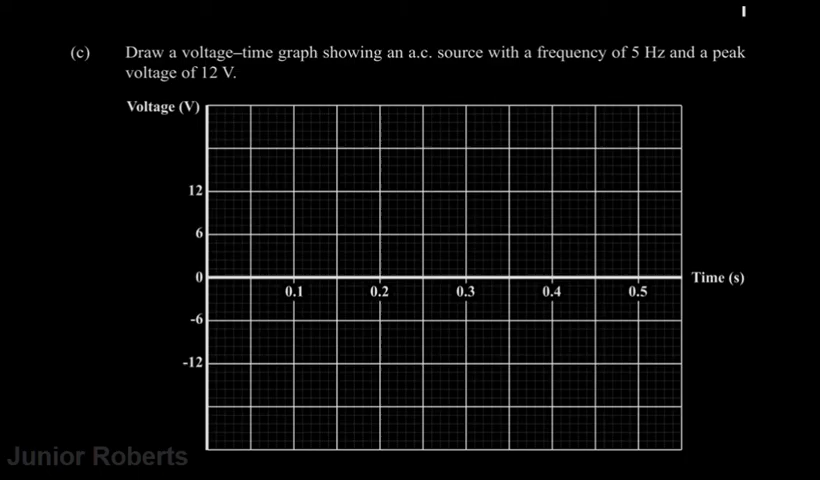 (c) Draw a voltage–time graph showing an a.c. source with a frequency of 5 Hz and a peak
voltage of 12 V.
Voltage (V)
12
6
0
Time (s)
0.1 0.2 0.3 0.4 0.5
-6
-12
Junior Roberts